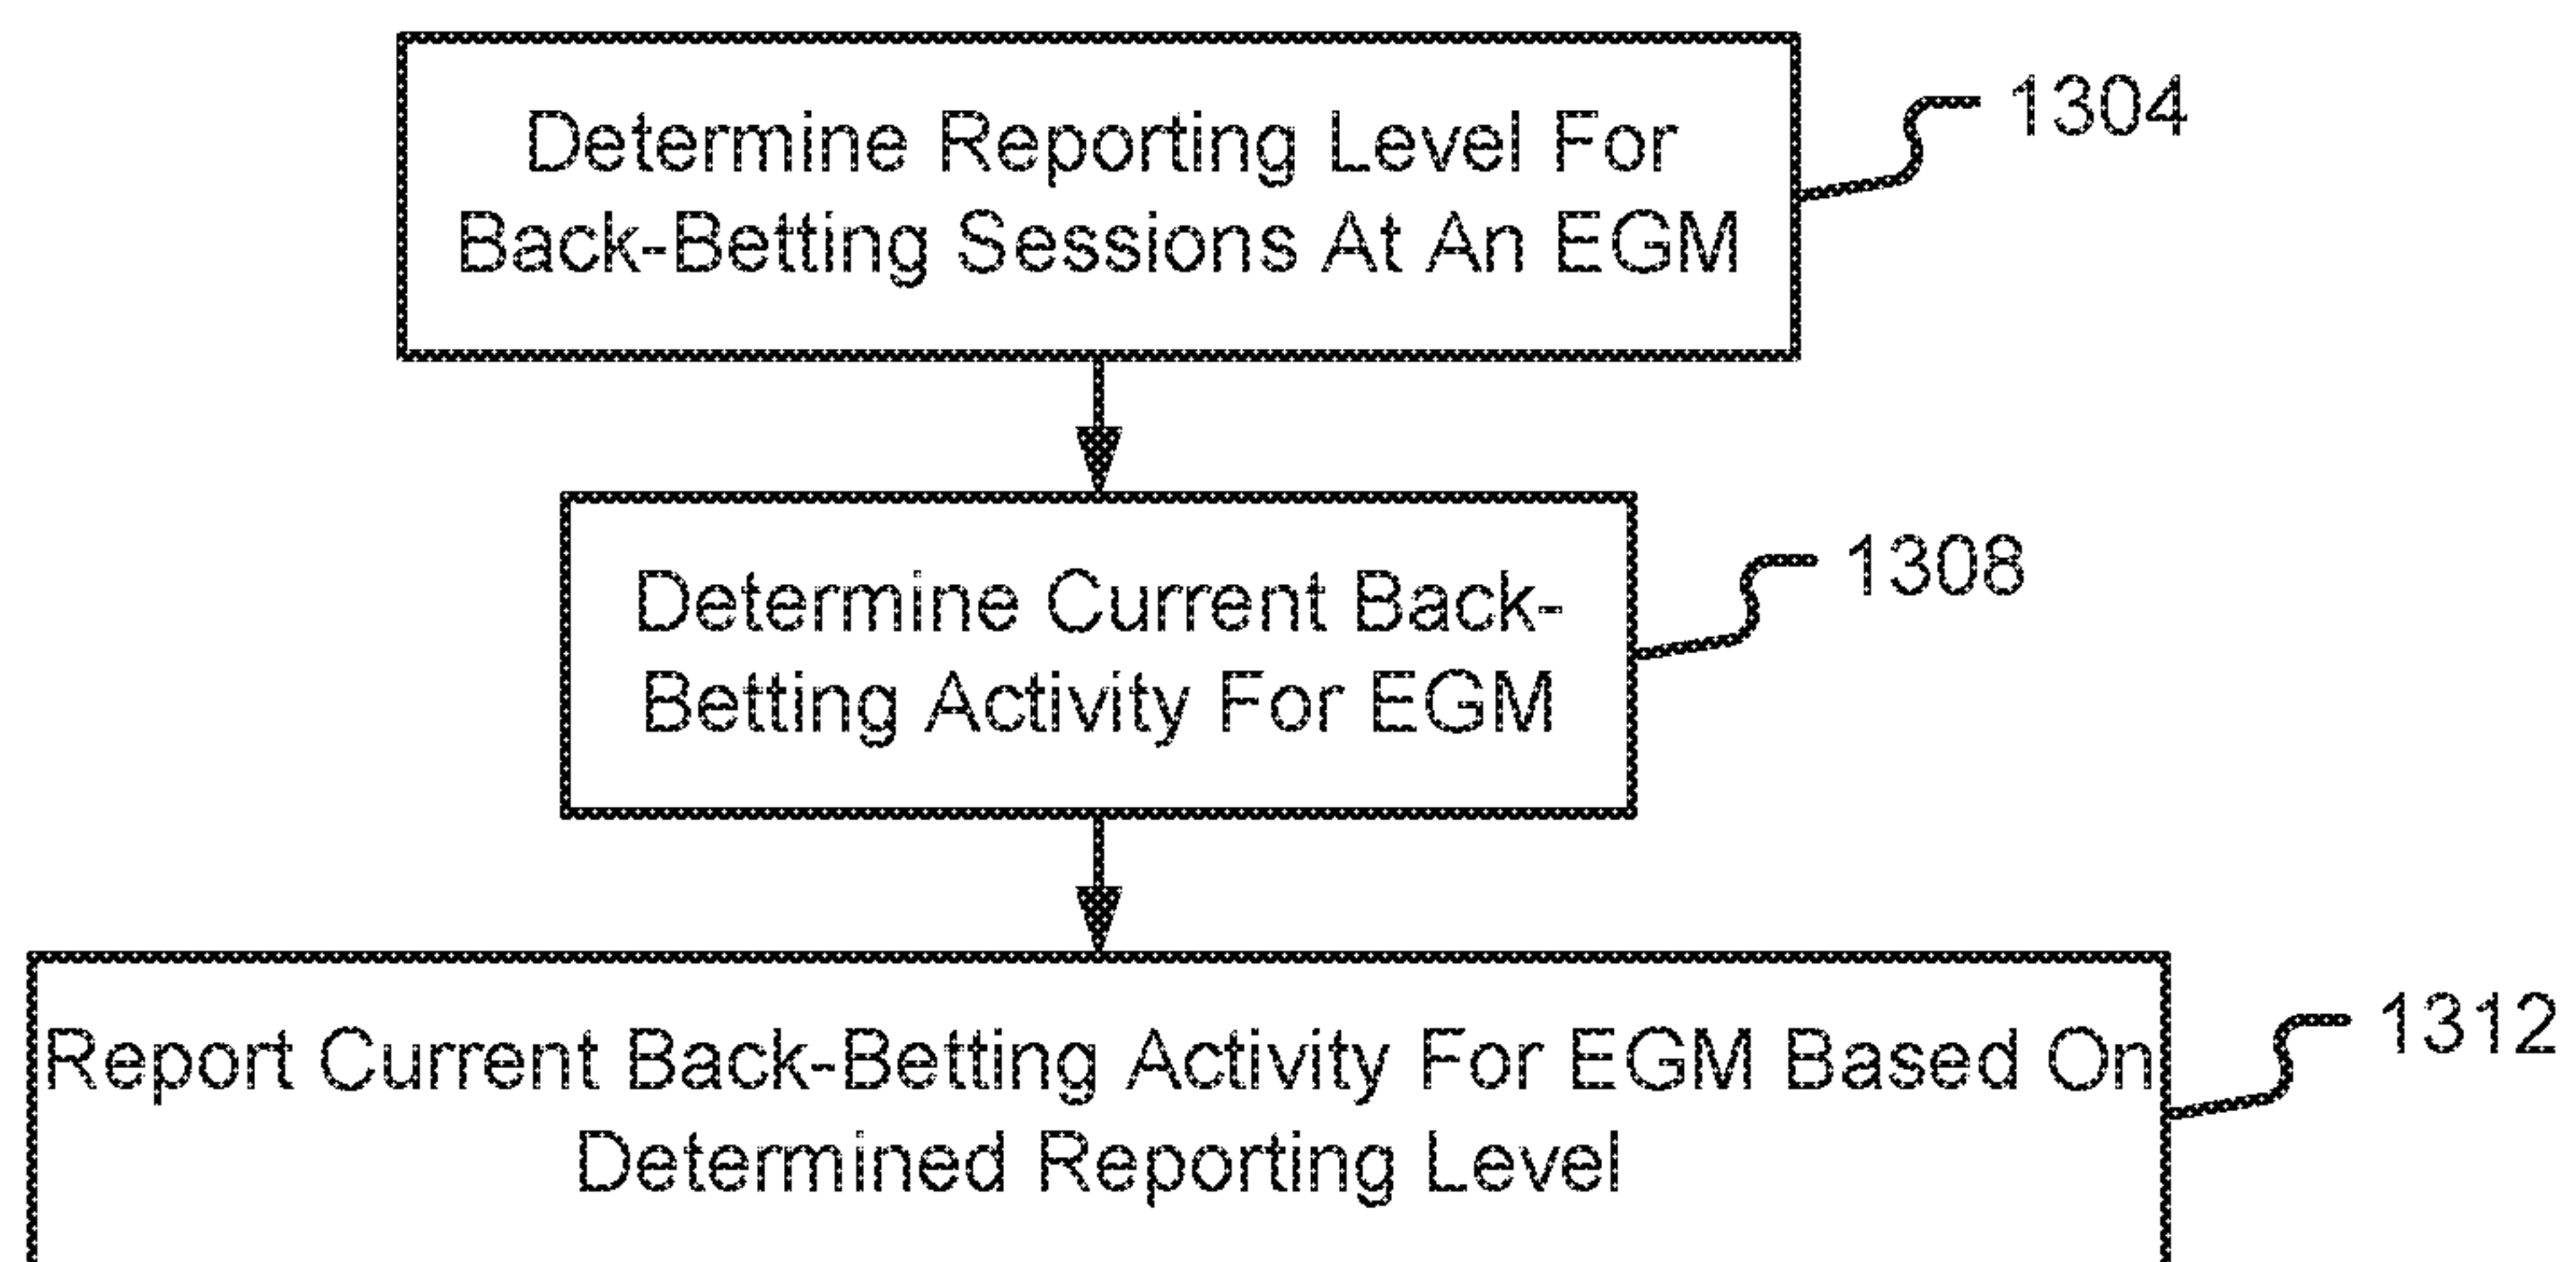 Determine Reporting Level For
Back-Betting Sessions At An EGM
1304
Determine Current Back-
Betting Activity For EGM
1308
Report Current Back-Betting Activity For EGM Based On
Determined Reporting Level
1312